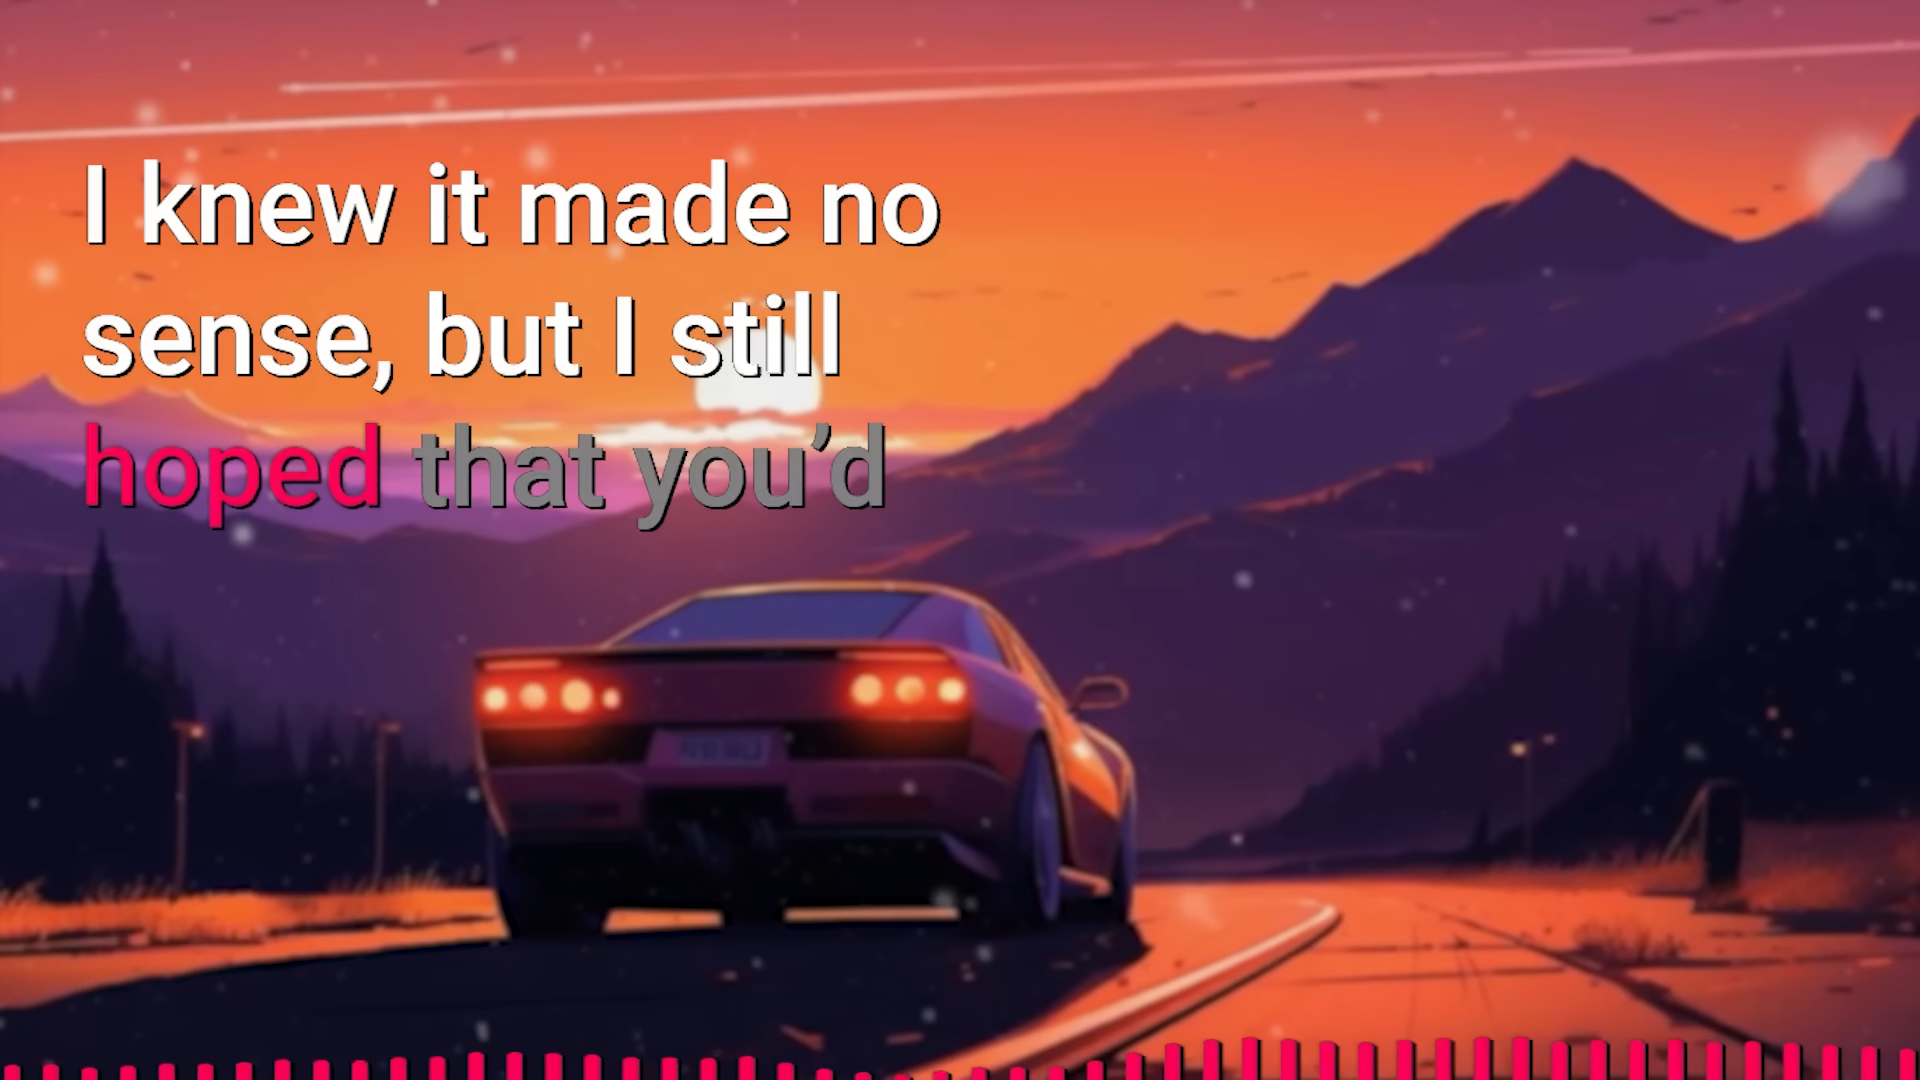 I knew it made no
sense, but I still
hoped that you’d